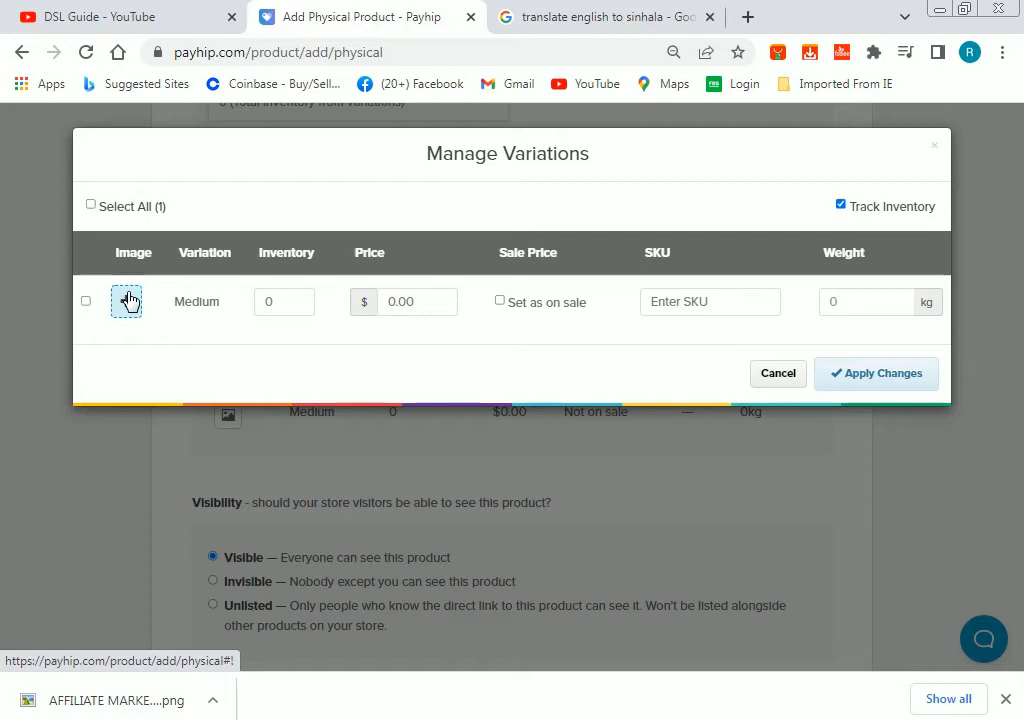 DSL Guide - YouTube
Add Physical Product - Payhip
translate english to sinhala - Goo
payhip.com/product/add/physical
R
Apps
Suggested Sites
Coinbase - Buy/Sell...
(20+) Facebook
Gmail
YouTube
Maps
Login
Imported From IE
0 (Total inventory from variations)
Manage Variations
Select All (1)
Track Inventory
Image Variation Inventory Price Sale Price SKU Weight
Medium 0 $ 0.00 Set as on sale Enter SKU 0 kg
Cancel
Apply Changes
Medium 0 $0.00 Not on sale — 0kg
Visibility - should your store visitors be able to see this product?
Visible — Everyone can see this product
Invisible — Nobody except you can see this product
Unlisted — Only people who know the direct link to this product can see it. Won't be listed alongside
other products on your store.
https://payhip.com/product/add/physical#!
AFFILIATE MARKE....png
Show all